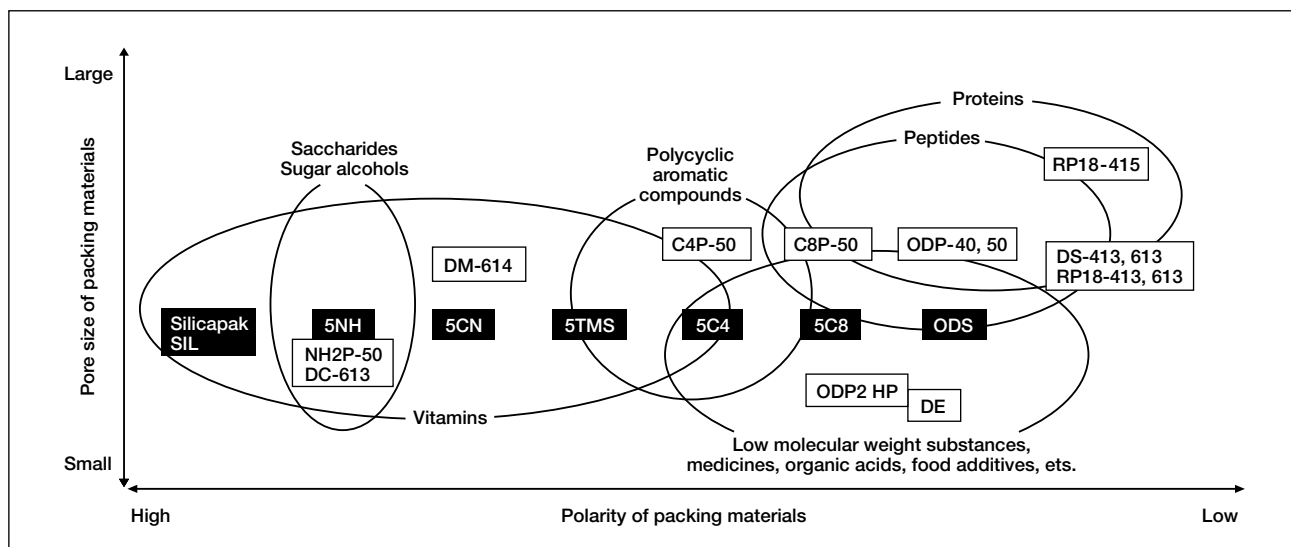 Large
Proteins
Saccharides
Sugar alcohols
Peptides
Polycyclic
aromatic
compounds
RP18-415
C4P-50
C8P-50
ODP-40, 50
DM-614
DS-413, 613
RP18-413, 613
Silicapak
SIL
5NH
5CN
5TMS
5C4
5C8
ODS
NH2P-50
DC-613
ODP2 HP
DE
Vitamins
Low molecular weight substances,
medicines, organic acids, food additives, ets.
Small
Pore size of packing materials
High
Polarity of packing materials
Low